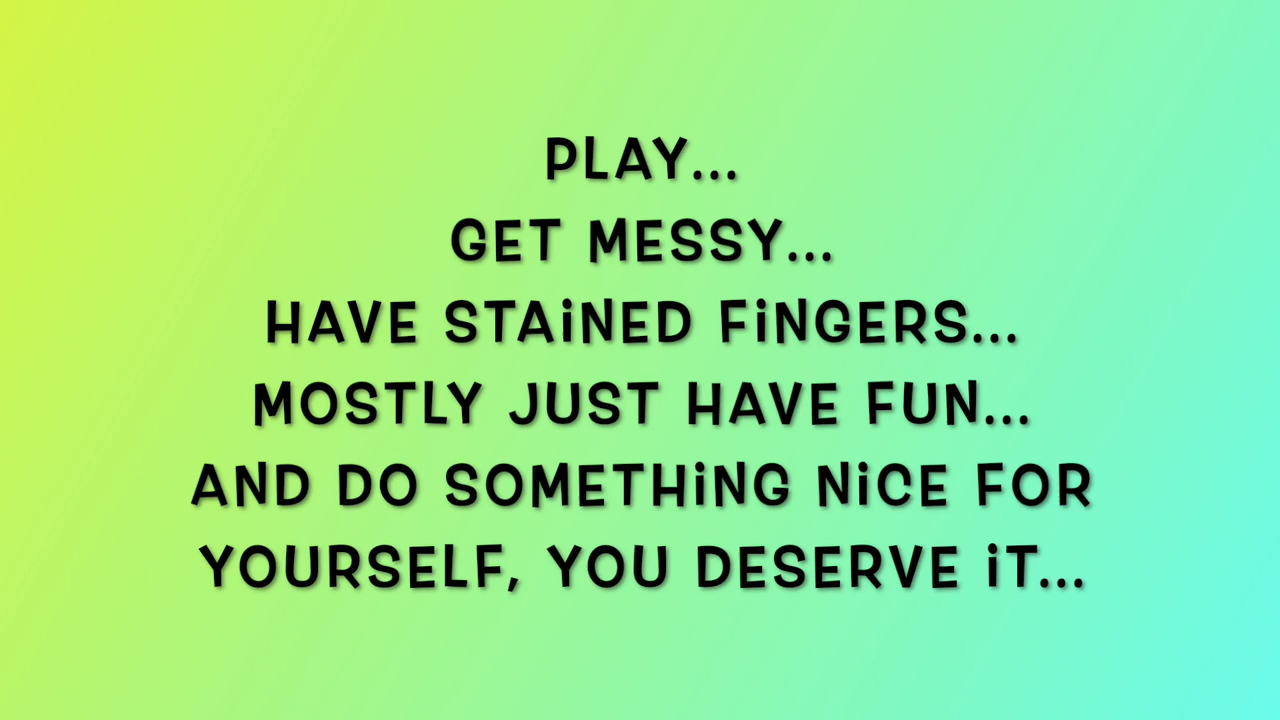 PLAY...
GET MESSY...
HAVE STAiNED FiNGERS...
MOSTLY JUST HAVE FUN...
AND DO SOMETHiNG NiCE FOR
YOURSELF, YOU DESERVE iT...